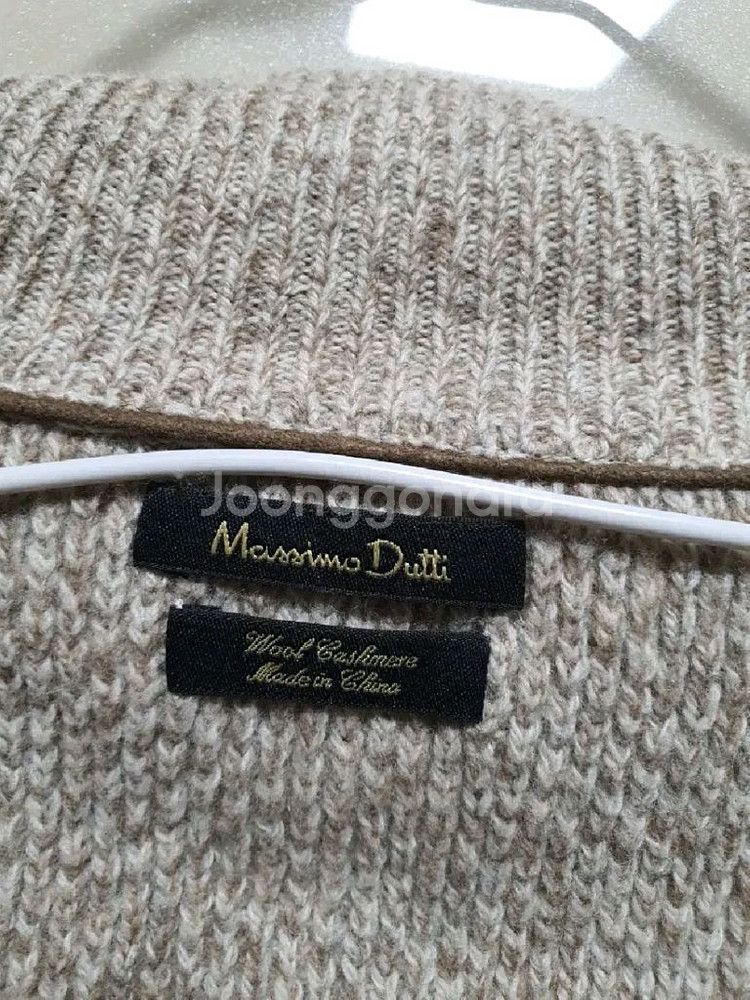 Joonggonara
Massimo Dutti
Wool Cashmere
Made in China